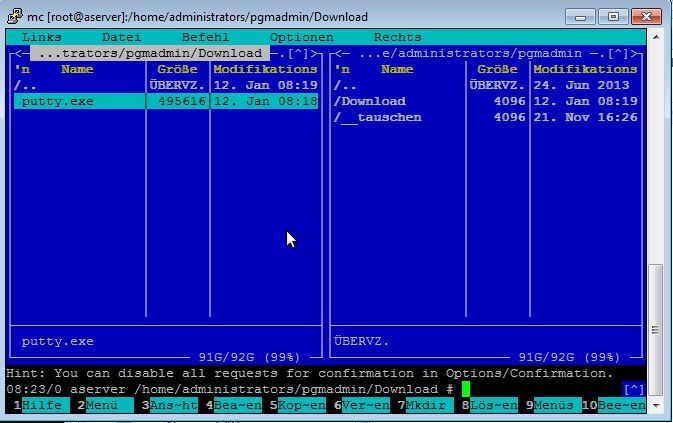 mc [root@aserver]:/home/administrators/pgmadmin/Download
Links Datei Befehl Optionen Rechts
<— ...trators/pgmadmin/Download —.[^]> <— ...e/administrators/pgmadmin —.[^]>
'n Name Größe Modifikations 'n Name Größe Modifikations
/.. ÜBERVZ. 12. Jan 08:19 /.. ÜBERVZ. 24. Jun 2013
putty.exe 495616 12. Jan 08:18 /Download 4096 12. Jan 08:19
/__tauschen 4096 21. Nov 16:26
putty.exe ÜBERVZ.
91G/92G (99%) 91G/92G (99%)
Hint: You can disable all requests for confirmation in Options/Confirmation.
08:23/0 aserver /home/administrators/pgmadmin/Download # [^]
1Hilfe 2Menü 3Ans~ht 4Bea~en 5Kop~en 6Ver~en 7Mkdir 8Lös~en 9Menüs 10Bee~en